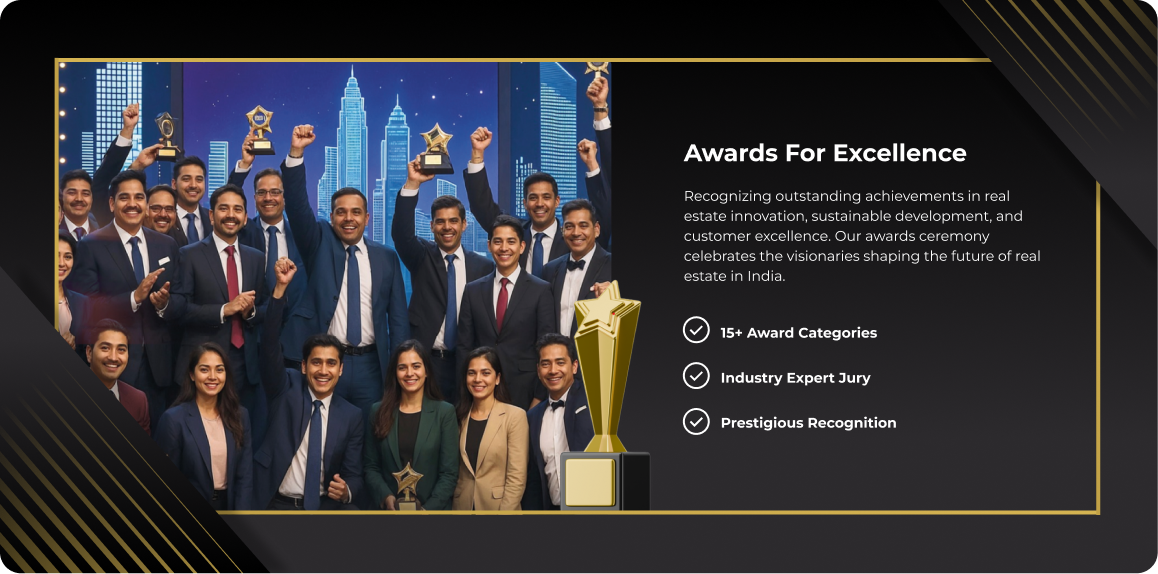 Awards For Excellence
Recognizing outstanding achievements in real
estate innovation, sustainable development, and
customer excellence. Our awards ceremony
celebrates the visionaries shaping the future of real
estate in India.
15+ Award Categories
Industry Expert Jury
Prestigious Recognition